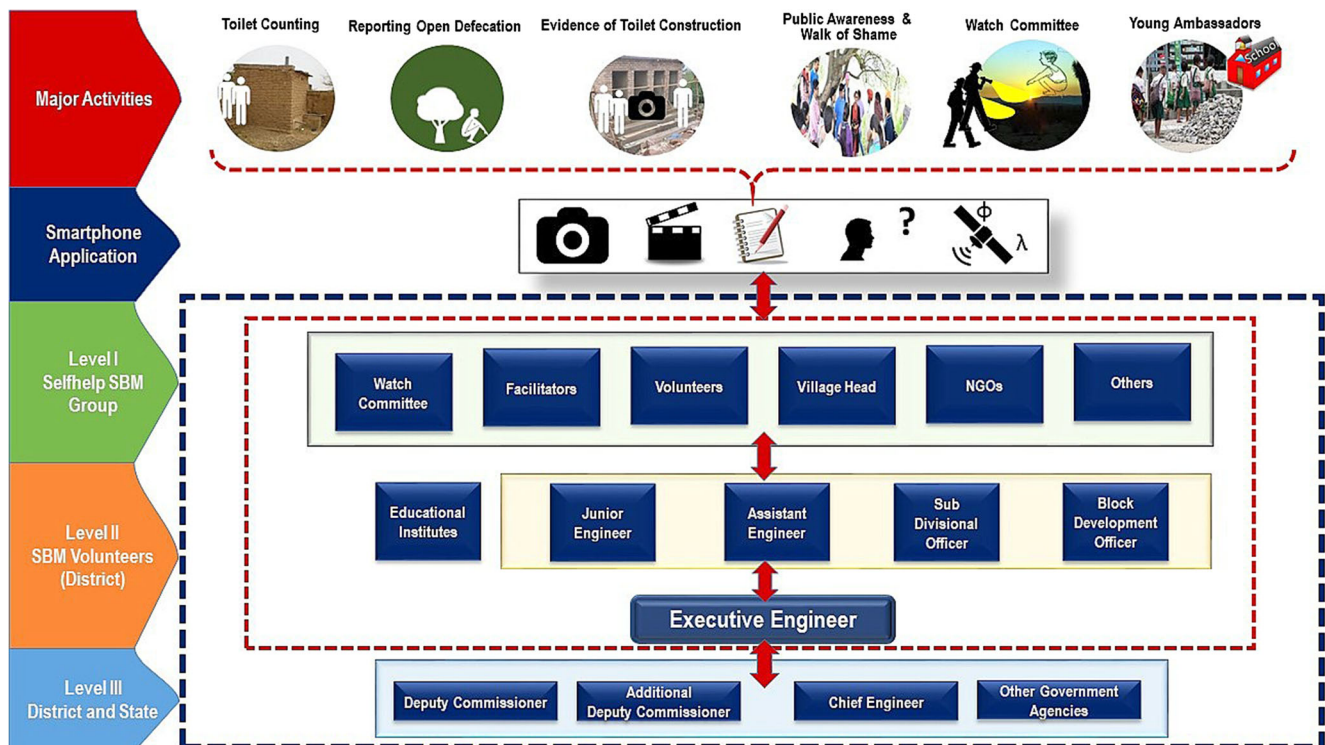 Toilet Counting
Reporting Open Defecation
Evidence of Toilet Construction
Public Awareness &
Walk of Shame
Watch Committee
Young Ambassadors
School
Major Activities
Smartphone
Application
?
Φ
λ
Level I
Selfhelp SBM
Group
Watch
Committee
Facilitators
Volunteers
Village Head
NGOs
Others
Level II
SBM Volunteers
(District)
Educational
Institutes
Junior
Engineer
Assistant
Engineer
Sub
Divisional
Officer
Block
Development
Officer
Executive Engineer
Level III
District and State
Deputy Commissioner
Additional
Deputy Commissioner
Chief Engineer
Other Government
Agencies